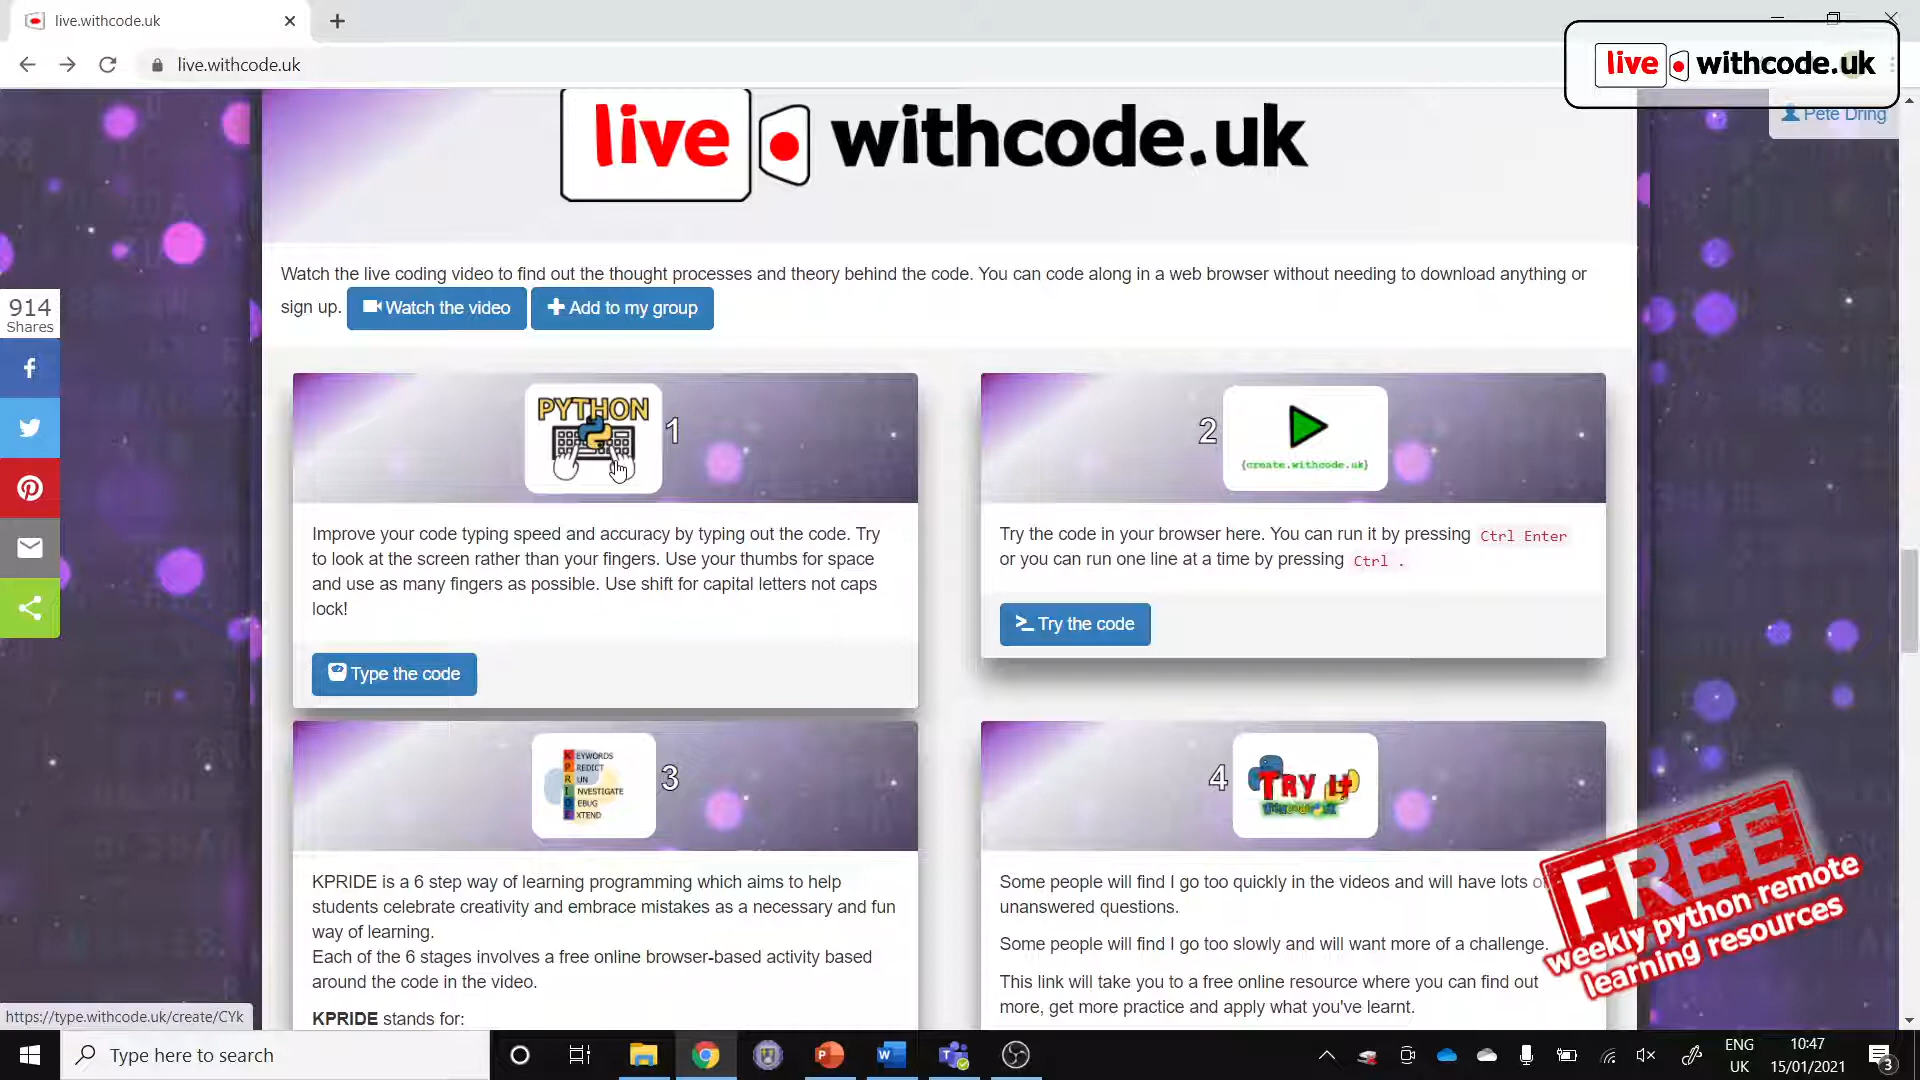 live.withcode.uk
live.withcode.uk
live withcode.uk
Pete Dring
live withcode.uk
Watch the live coding video to find out the thought processes and theory behind the code. You can code along in a web browser without needing to download anything or
sign up. Watch the video Add to my group
914
Shares
PYTHON 1
Improve your code typing speed and accuracy by typing out the code. Try
to look at the screen rather than your fingers. Use your thumbs for space
and use as many fingers as possible. Use shift for capital letters not caps
lock!
Type the code
2 {create.withcode.uk}
Try the code in your browser here. You can run it by pressing Ctrl Enter
or you can run one line at a time by pressing Ctrl .
Try the code
KEYWORDS
PREDICT
RUN
INVESTIGATE
DEBUG
EXTEND
3
KPRIDE is a 6 step way of learning programming which aims to help
students celebrate creativity and embrace mistakes as a necessary and fun
way of learning.
Each of the 6 stages involves a free online browser-based activity based
around the code in the video.
KPRIDE stands for:
4 TRY It
Some people will find I go too quickly in the videos and will have lots o
unanswered questions.
Some people will find I go too slowly and will want more of a challenge.
This link will take you to a free online resource where you can find out
more, get more practice and apply what you've learnt.
FREE
weekly python remote
learning resources
https://type.withcode.uk/create/CYk
Type here to search
ENG
UK
10:47
15/01/2021
3